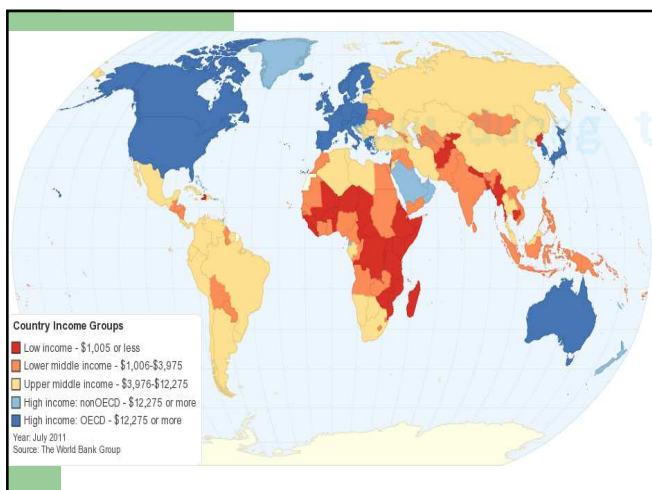 dương t
Country Income Groups
Low income - $1,005 or less
Lower middle income - $1,006-$3,975
Upper middle income - $3,976-$12,275
High income: nonOECD - $12,275 or more
High income: OECD - $12,275 or more
Year: July 2011
Source: The World Bank Group